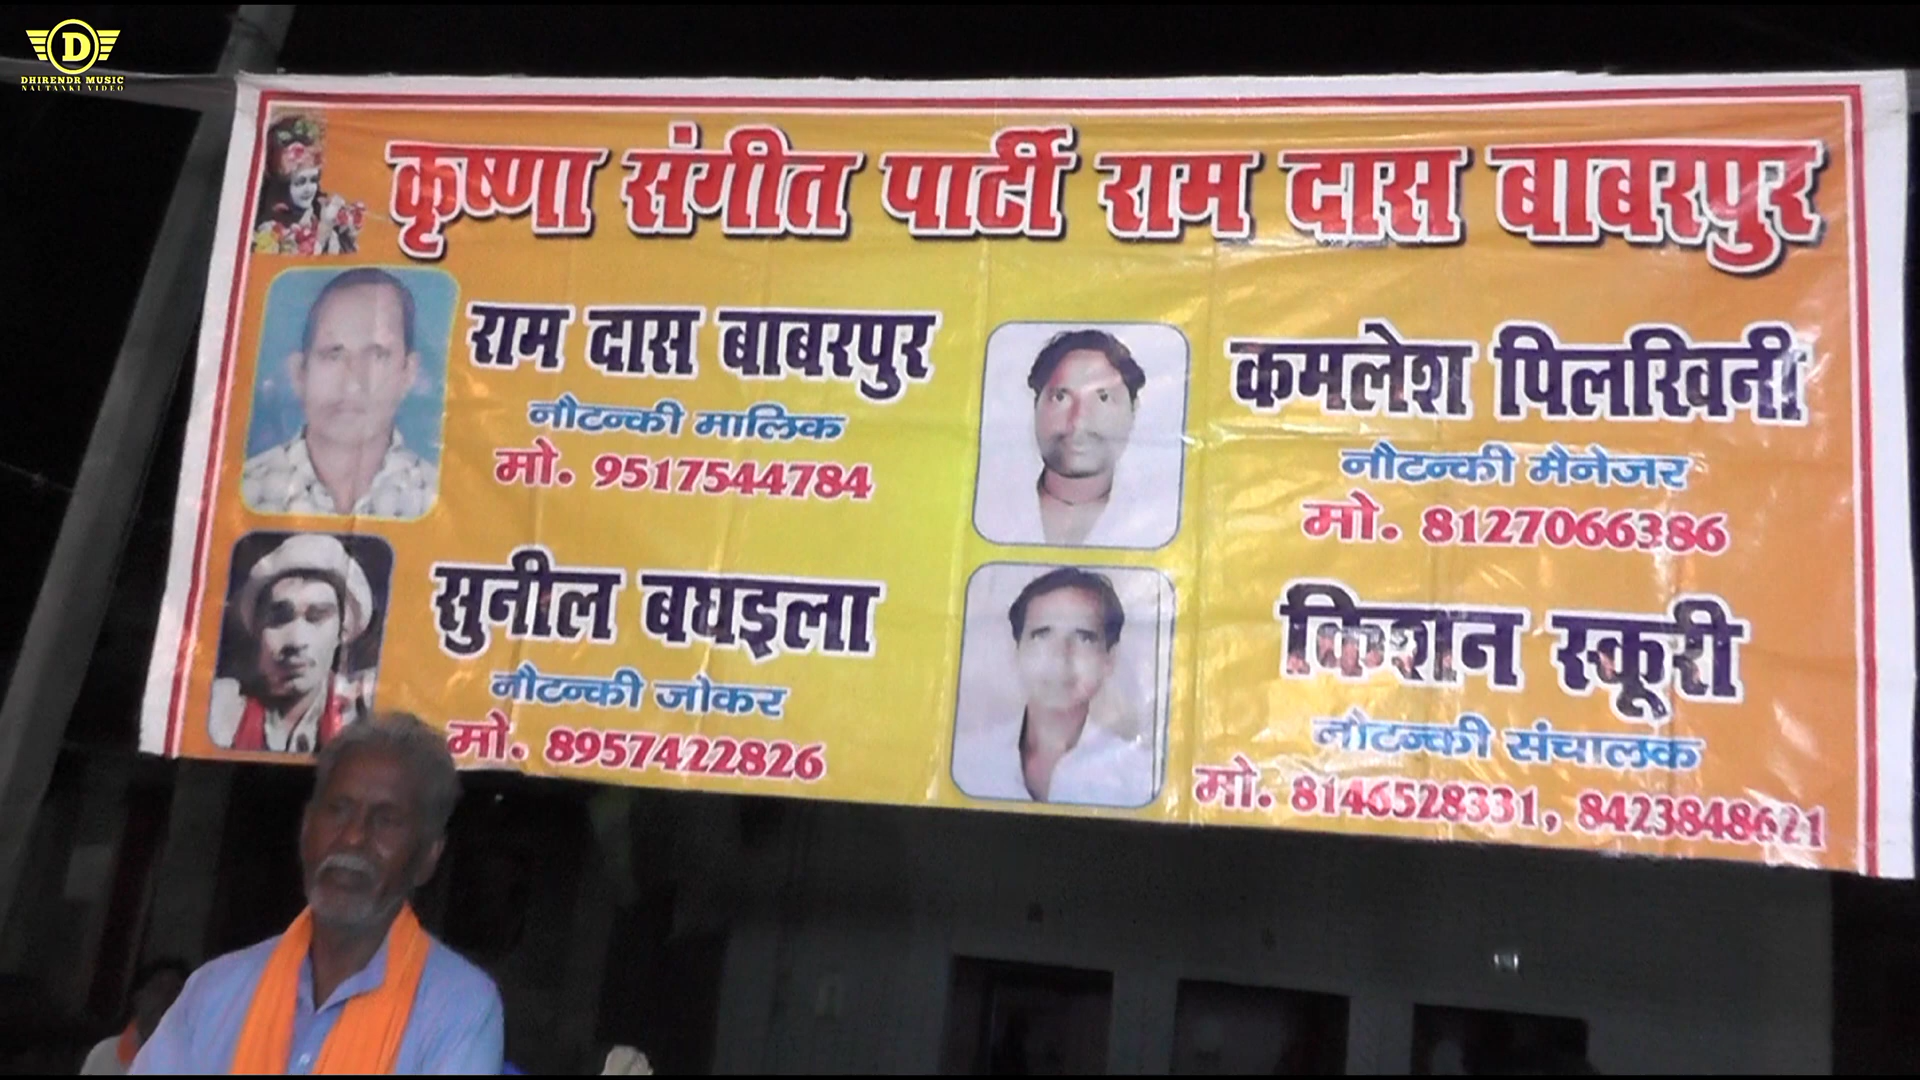 D
DHIRENDR MUSIC
NAUTANKI VIDEO
कृष्णा संगीत पार्टी राम दास बाबरपुर
राम दास बाबरपुर
नौटन्की मालिक
मो. 9517544784
कमलेश पिलखिनी
नौटन्की मैनेजर
मो. 8127066386
सुनील बघइला
नौटन्की जोकर
मो. 8957422826
किशन स्कूरी
नौटन्की संचालक
मो. 8146528331, 8423848621